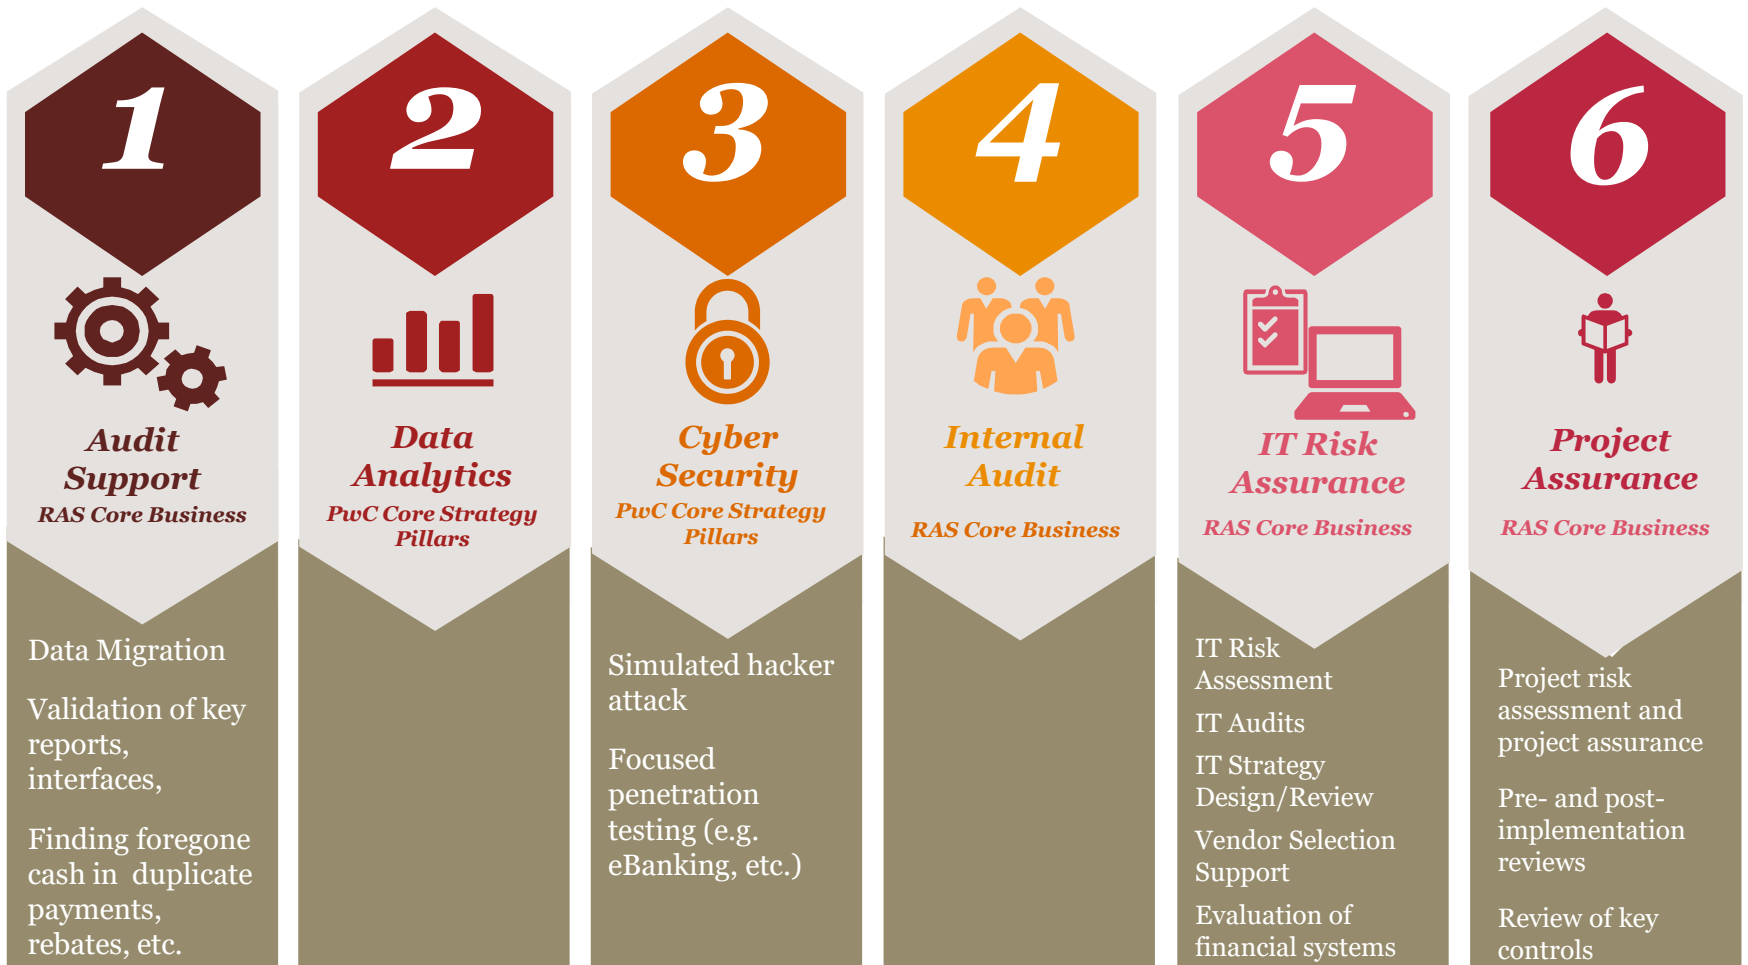 1
Audit
Support
RAS Core Business
Data Migration
Validation of key
reports,
interfaces,
Finding foregone
cash in  duplicate
payments,
rebates, etc.
2
Data
Analytics
PwC Core Strategy
Pillars
3
Cyber
Security
PwC Core Strategy
Pillars
Simulated hacker
attack
Focused
penetration
testing (e.g.
eBanking, etc.)
4
Internal
Audit
RAS Core Business
5
IT Risk
Assurance
RAS Core Business
IT Risk
Assessment
IT Audits
IT Strategy
Design/Review
Vendor Selection
Support
Evaluation of
financial systems
6
Project
Assurance
RAS Core Business
Project risk
assessment and
project assurance
Pre- and post-
implementation
reviews
Review of key
controls